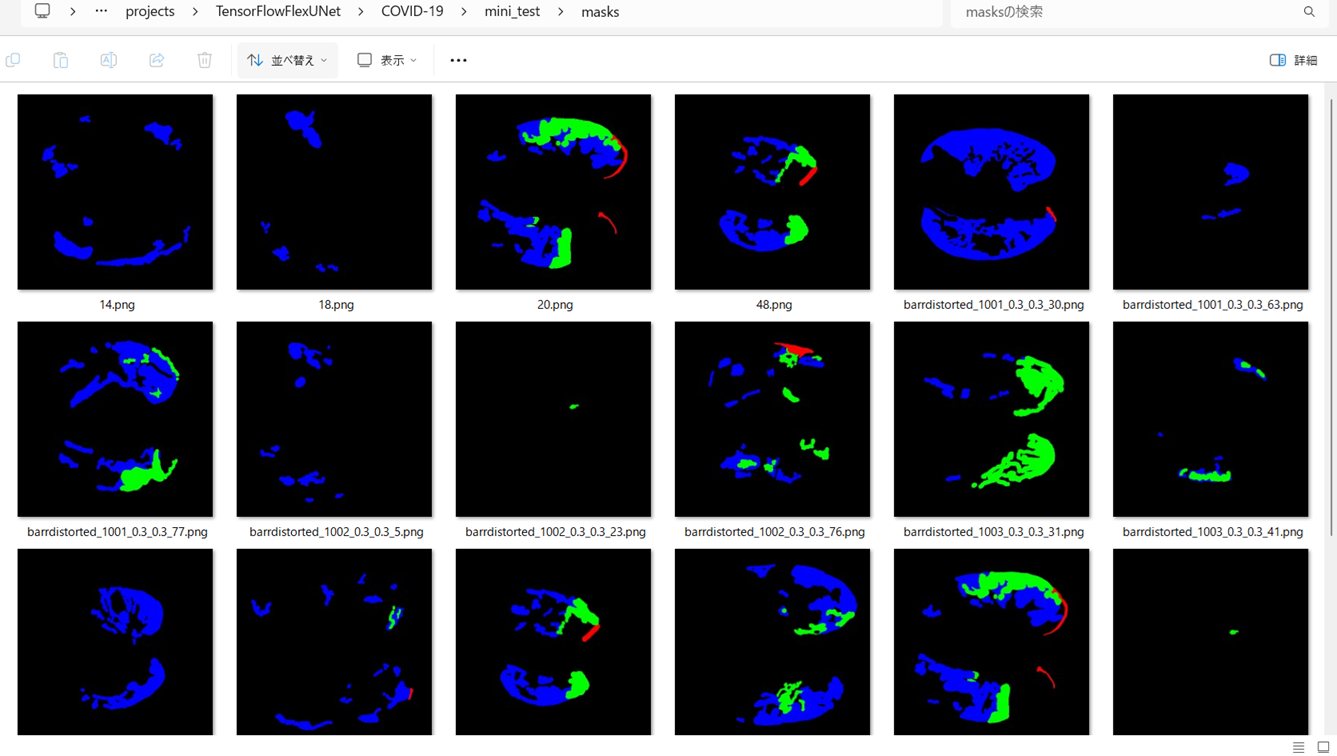 … projects > TensorFlowFlexUNet > COVID-19 > mini_test > masks
masksの検索
並べ替え
表示
詳細
14.png
18.png
20.png
48.png
barrdistorted_1001_0.3_0.3_30.png
barrdistorted_1001_0.3_0.3_63.png
barrdistorted_1001_0.3_0.3_77.png
barrdistorted_1002_0.3_0.3_5.png
barrdistorted_1002_0.3_0.3_23.png
barrdistorted_1002_0.3_0.3_76.png
barrdistorted_1003_0.3_0.3_31.png
barrdistorted_1003_0.3_0.3_41.png